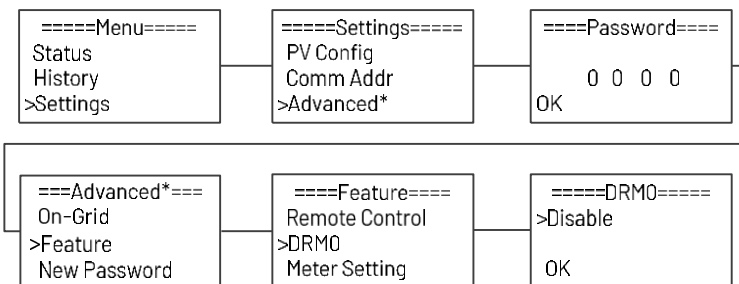 =====Menu=====
Status
History
>Settings
=====Settings=====
PV Config
Comm Addr
>Advanced*
====Password====
0 0 0 0
OK
===Advanced*===
On-Grid
>Feature
New Password
====Feature====
Remote Control
>DRM0
Meter Setting
=====DRM0=====
>Disable
OK